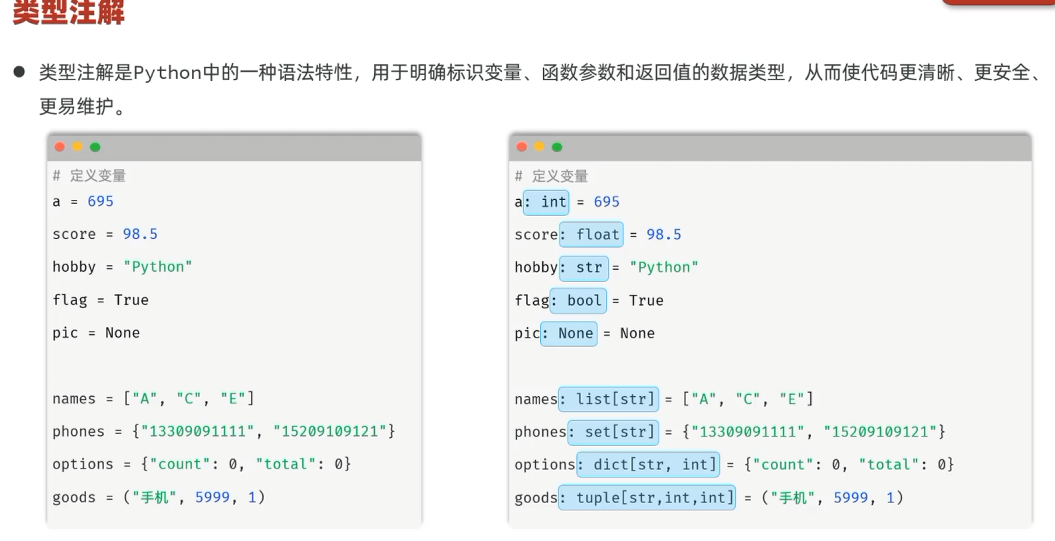 类型注解
● 类型注解是Python中的一种语法特性，用于明确标识变量、函数参数和返回值的数据类型，从而使代码更清晰、更安全、
更易维护。
# 定义变量
a = 695
score = 98.5
hobby = "Python"
flag = True
pic = None
names = ["A", "C", "E"]
phones = {"13309091111", "15209109121"}
options = {"count": 0, "total": 0}
goods = ("手机", 5999, 1)
# 定义变量
a: int = 695
score: float = 98.5
hobby: str = "Python"
flag: bool = True
pic: None = None
names: list[str] = ["A", "C", "E"]
phones: set[str] = {"13309091111", "15209109121"}
options: dict[str, int] = {"count": 0, "total": 0}
goods: tuple[str,int,int] = ("手机", 5999, 1)